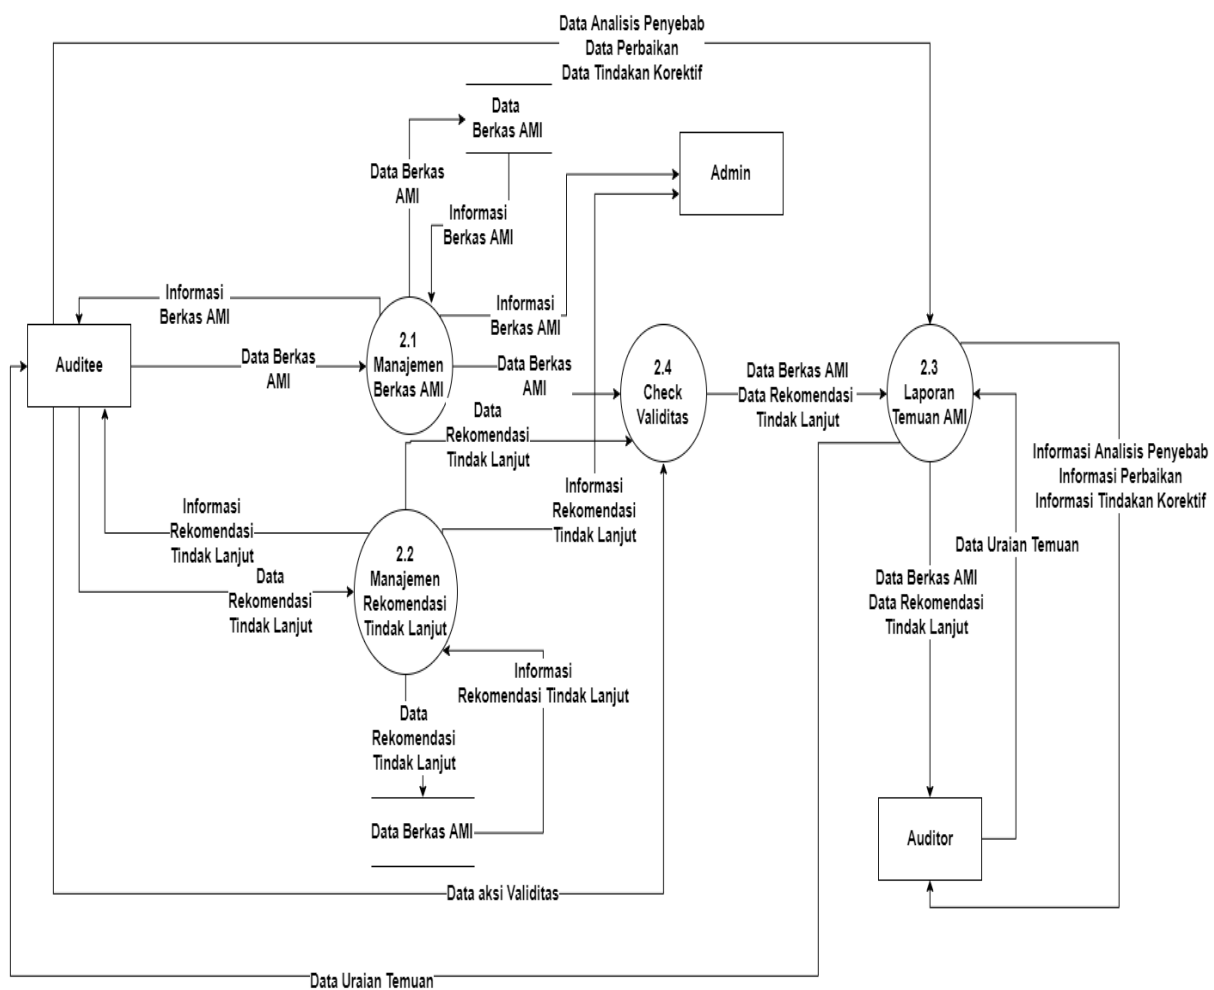 Data Analisis Penyebab
Data Perbaikan
Data Tindakan Korektif
Data
Berkas AMI
Admin
Data Berkas
AMI
Informasi
Berkas AMI
Informasi
Berkas AMI
Informasi
Berkas AMI
Auditee
Data Berkas
AMI
2.1
Manajemen
Berkas AMI
Data Berkas
AMI
2.4
Check
Validitas
Data Berkas AMI
Data Rekomendasi
Tindak Lanjut
2.3
Laporan
Temuan AMI
Data
Rekomendasi
Tindak Lanjut
Informasi Analisis Penyebab
Informasi Perbaikan
Informasi Tindakan Korektif
Informasi
Rekomendasi
Tindak Lanjut
Informasi
Rekomendasi
Tindak Lanjut
Data Uraian Temuan
2.2
Manajemen
Rekomendasi
Tindak Lanjut
Data
Rekomendasi
Tindak Lanjut
Data Berkas AMI
Data Rekomendasi
Tindak Lanjut
Informasi
Rekomendasi Tindak Lanjut
Data
Rekomendasi
Tindak Lanjut
Data Berkas AMI
Auditor
Data aksi Validitas
Data Uraian Temuan